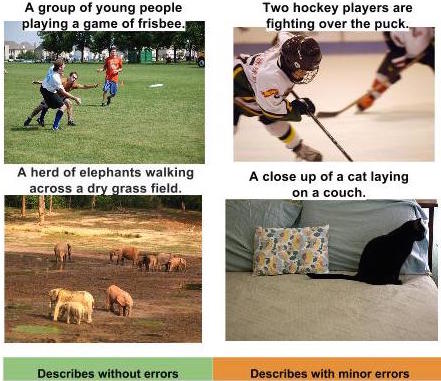 A group of young people
playing a game of frisbee.
Two hockey players are
fighting over the puck.
A herd of elephants walking
across a dry grass field.
A close up of a cat laying
on a couch.
Describes without errors
Describes with minor errors